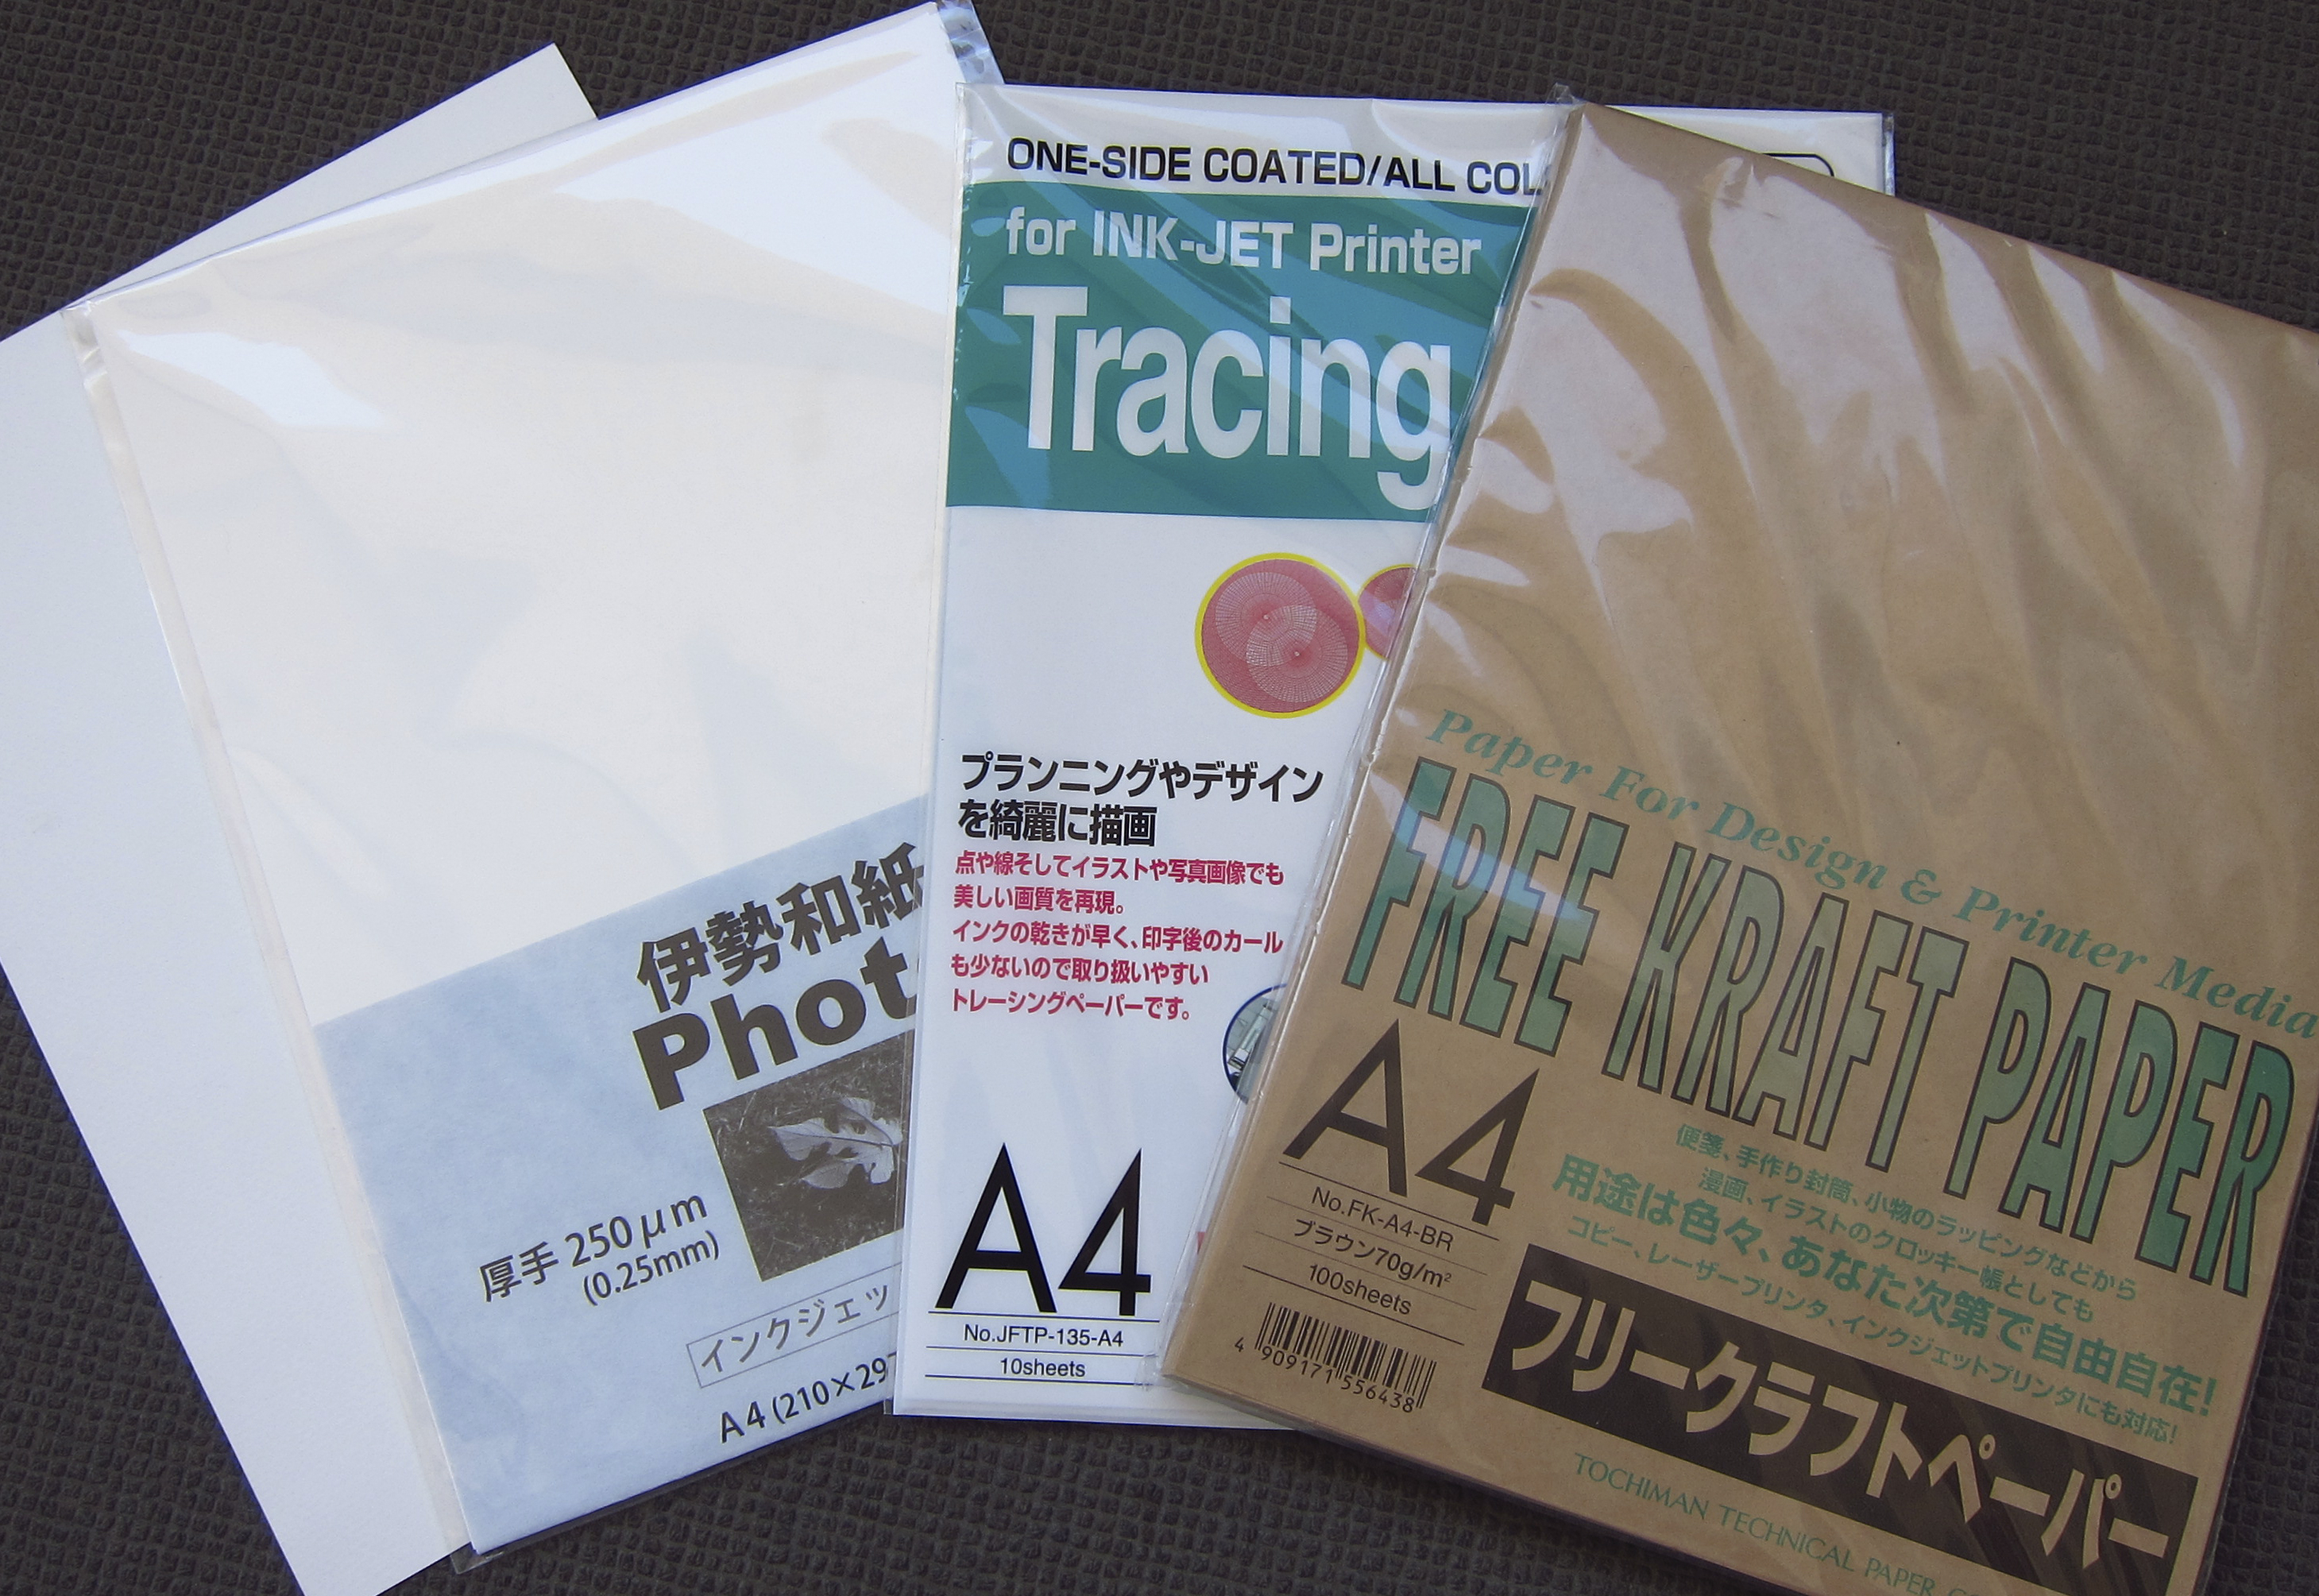 伊勢和紙
Phot
厚手 250μm
(0.25mm)
インクジェッ
A4 (210×297
ONE-SIDE COATED/ALL COL
for INK-JET Printer
Tracing
プランニングやデザイン
を綺麗に描画
点や線そしてイラストや写真画像でも
美しい画質を再現。
インクの乾きが早く、印字後のカール
も少ないので取り扱いやすい
トレーシングペーパーです。
A4
No.JFTP-135-A4
10sheets
Paper For Design & Printer Media
FREE KRAFT PAPER
A4
No.FK-A4-BR
ブラウン70g/m²
100sheets
4 909171 556438
便箋、手作り封筒、小物のラッピングなどから
漫画、イラストのクロッキー帳としても
用途は色々、あなた次第で自由自在!
コピー、レーザープリンタ、インクジェットプリンタにも対応!
フリークラフトペーパー
TOCHIMAN TECHNICAL PAPER CO